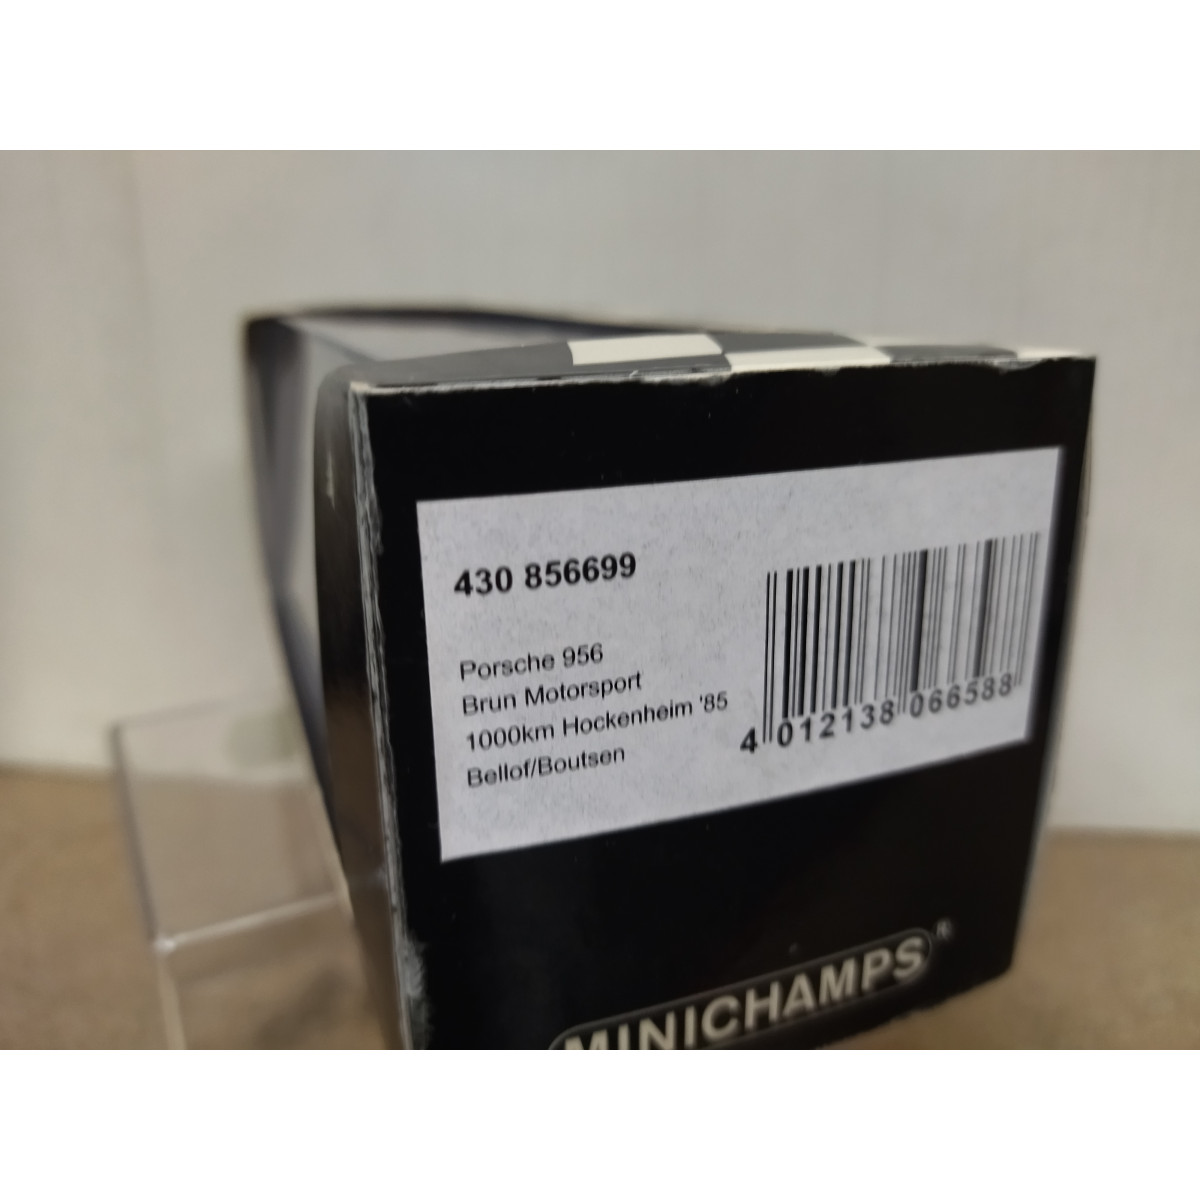 430 856699
Porsche 956
Brun Motorsport
1000km Hockenheim '85
Bellof/Boutsen
4 012138 066588
MINICHAMPS®